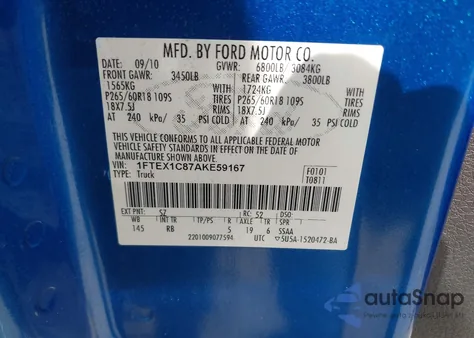 MFD. BY FORD MOTOR CO.
DATE: 09/10 GVWR: 6800LB/ 3084KG
FRONT GAWR: 3450LB REAR GAWR: 3800LB
1565KG WITH 1724KG WITH
P265/60R18 109S TIRES P265/60R18 109S TIRES
18X7.5J RIMS 18X7.5J RIMS
AT 240 kPa/ 35 PSI COLD AT 240 kPa/ 35 PSI COLD
THIS VEHICLE CONFORMS TO ALL APPLICABLE FEDERAL MOTOR
VEHICLE SAFETY STANDARDS IN EFFECT ON THE DATE OF
MANUFACTURE SHOWN ABOVE.
VIN: 1FTEX1C87AKE59167 F0101
TYPE: Truck T0811
EXT PNT: SZ RC: 52 DSO:
WB INT TR TP/PS R AXLE TR SPR
145 RB 5 19 6 SSAA
2201009077594 UTC 5U5A-1520472-BA
autoSnap